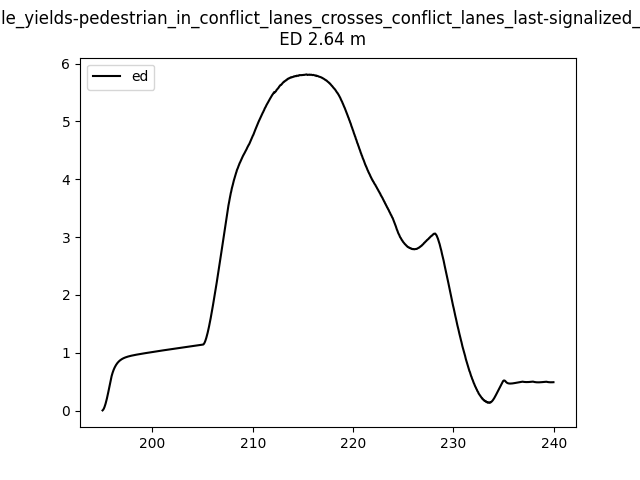 le_yields-pedestrian_in_conflict_lanes_crosses_conflict_lanes_last-signalized_
ED 2.64 m
ed
6
5
4
3
2
1
0
200 210 220 230 240